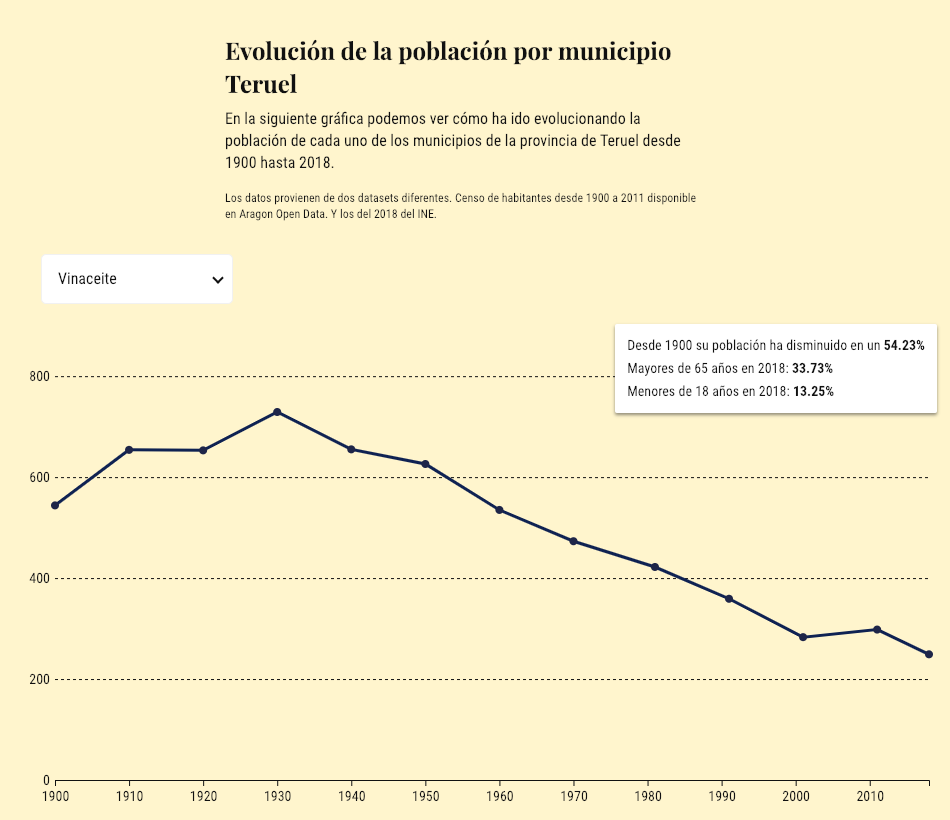 Evolución de la población por municipio
Teruel
En la siguiente gráfica podemos ver cómo ha ido evolucionando la
población de cada uno de los municipios de la provincia de Teruel desde
1900 hasta 2018.
Los datos provienen de dos datasets diferentes. Censo de habitantes desde 1900 a 2011 disponible
en Aragon Open Data. Y los del 2018 del INE.
Vinaceite
Desde 1900 su población ha disminuido en un 54.23%
Mayores de 65 años en 2018: 33.73%
Menores de 18 años en 2018: 13.25%
800
600
400
200
0
1900 1910 1920 1930 1940 1950 1960 1970 1980 1990 2000 2010